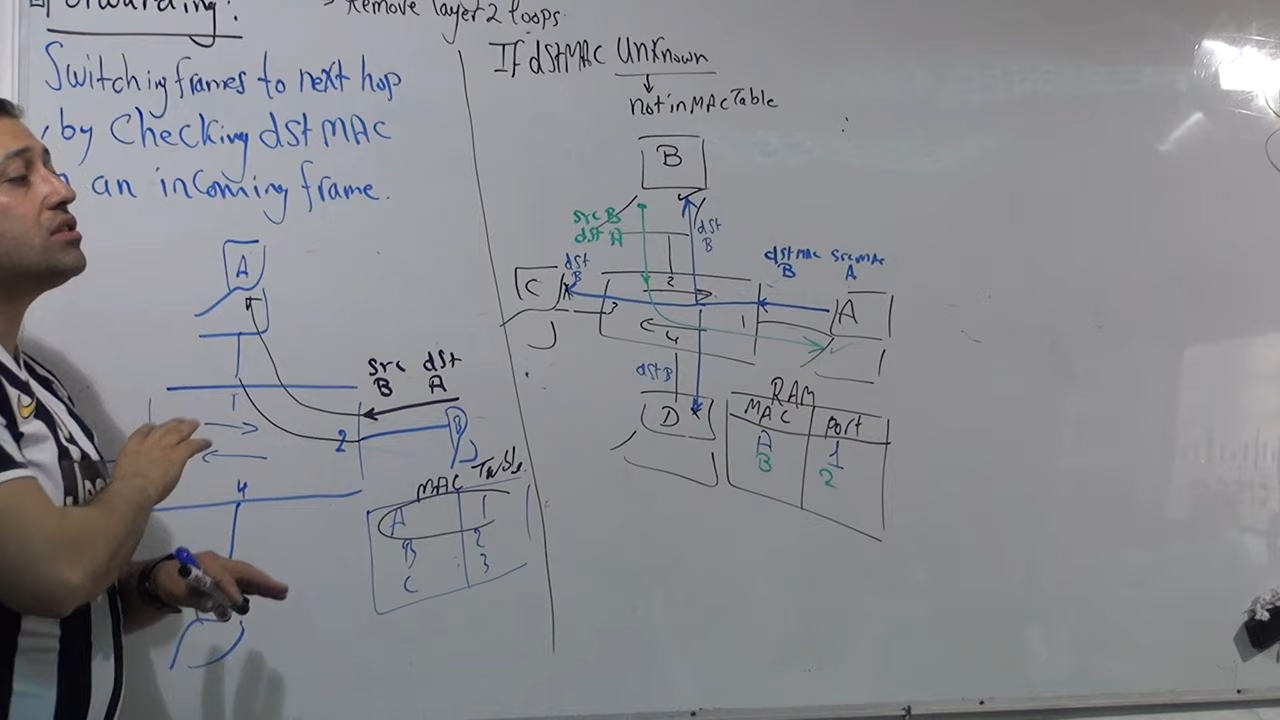 Forwarding:
Remove layer 2 loops
Switching frames to next hop
by Checking dst MAC
an incoming frame.
A
1
src dst
B A
2
B
4
MAC Table
A 1
B 2
C 3
If dst MAC Unknown
not in MAC Table
B
src B
dst A
dst
B
dst
B
dst MAC src MAC
B A
C
2
3
1
4
A
dst B
D
RAM
MAC Port
A 1
B 2